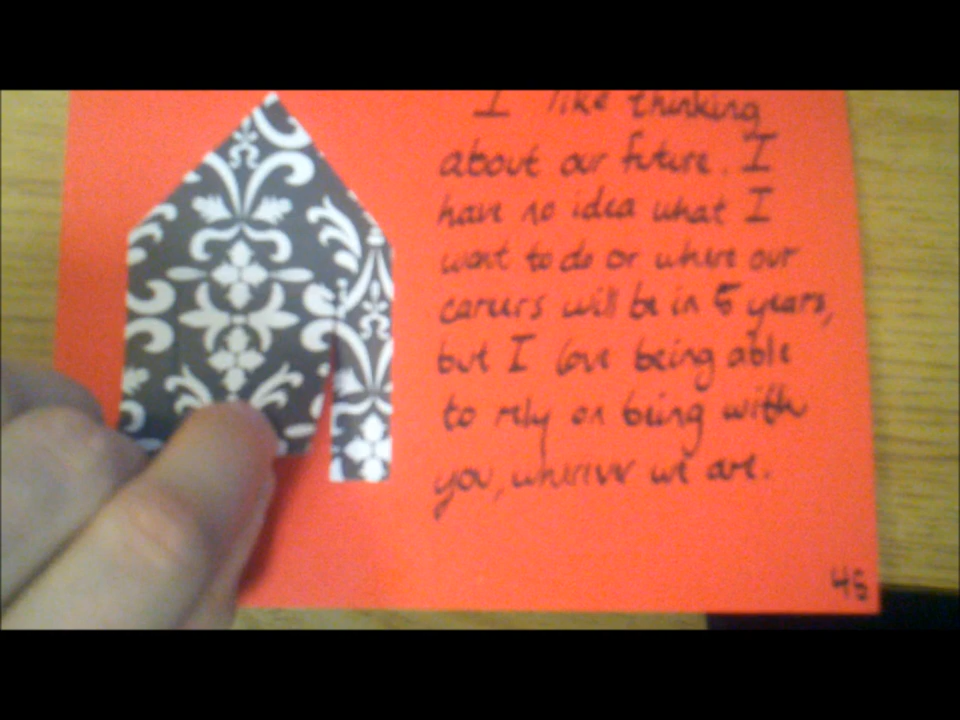 I like thinking
about our future. I
have no idea what I
want to do or where our
careers will be in 5 years,
but I love being able
to rely on being with
you, wherever we are.
45